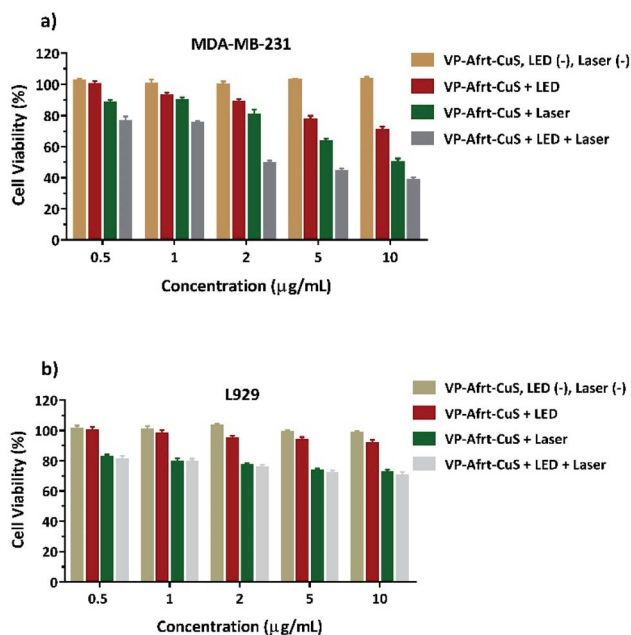 a)
MDA-MB-231
VP-Afrt-CuS, LED (-), Laser (-)
VP-Afrt-CuS + LED
VP-Afrt-CuS + Laser
VP-Afrt-CuS + LED + Laser
Cell Viability (%)
120
100
80
60
40
20
0
0.5 1 2 5 10
Concentration (μg/mL)
b)
L929
VP-Afrt-CuS, LED (-), Laser (-)
VP-Afrt-CuS + LED
VP-Afrt-CuS + Laser
VP-Afrt-CuS + LED + Laser
Cell Viability (%)
120
100
80
60
40
20
0
0.5 1 2 5 10
Concentration (μg/mL)